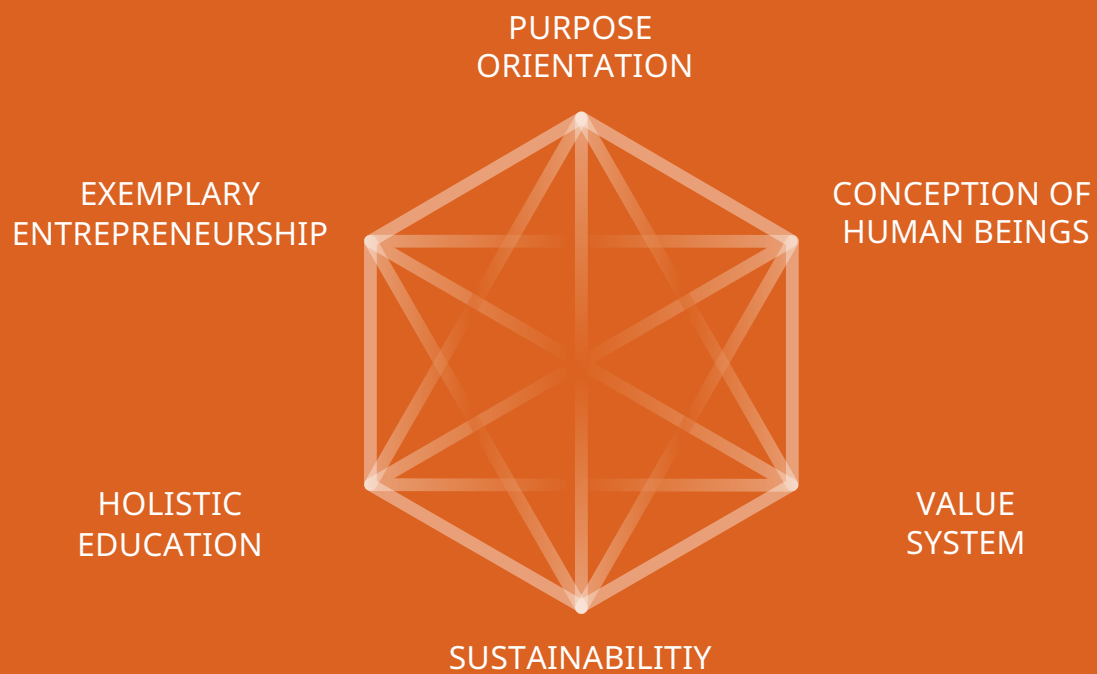 PURPOSE
ORIENTATION
EXEMPLARY
ENTREPRENEURSHIP
CONCEPTION OF
HUMAN BEINGS
HOLISTIC
EDUCATION
VALUE
SYSTEM
SUSTAINABILITIY